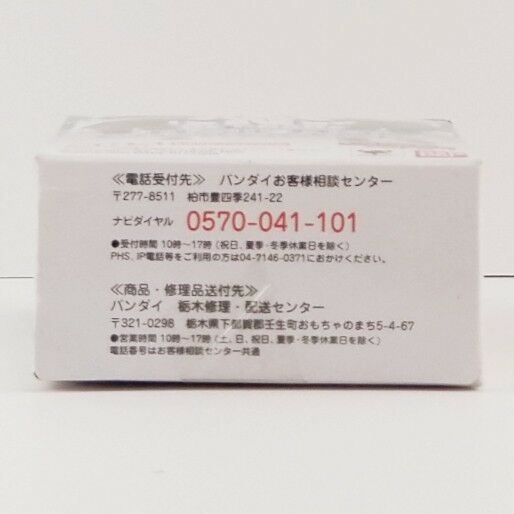 ≪電話受付先≫ バンダイお客様相談センター
〒277-8511 柏市豊四季241-22
ナビダイヤル 0570-041-101
●受付時間 10時～17時（祝日、夏季・冬季休業日を除く）
PHS、IP電話等をご利用の方は04-7146-0371におかけください。
≪商品・修理品送付先≫
バンダイ 栃木修理・配送センター
〒321-0298 栃木県下都賀郡壬生町おもちゃのまち5-4-67
●営業時間 10時～17時（土、日、祝日、夏季・冬季休業日を除く）
電話番号はお客様相談センター共通